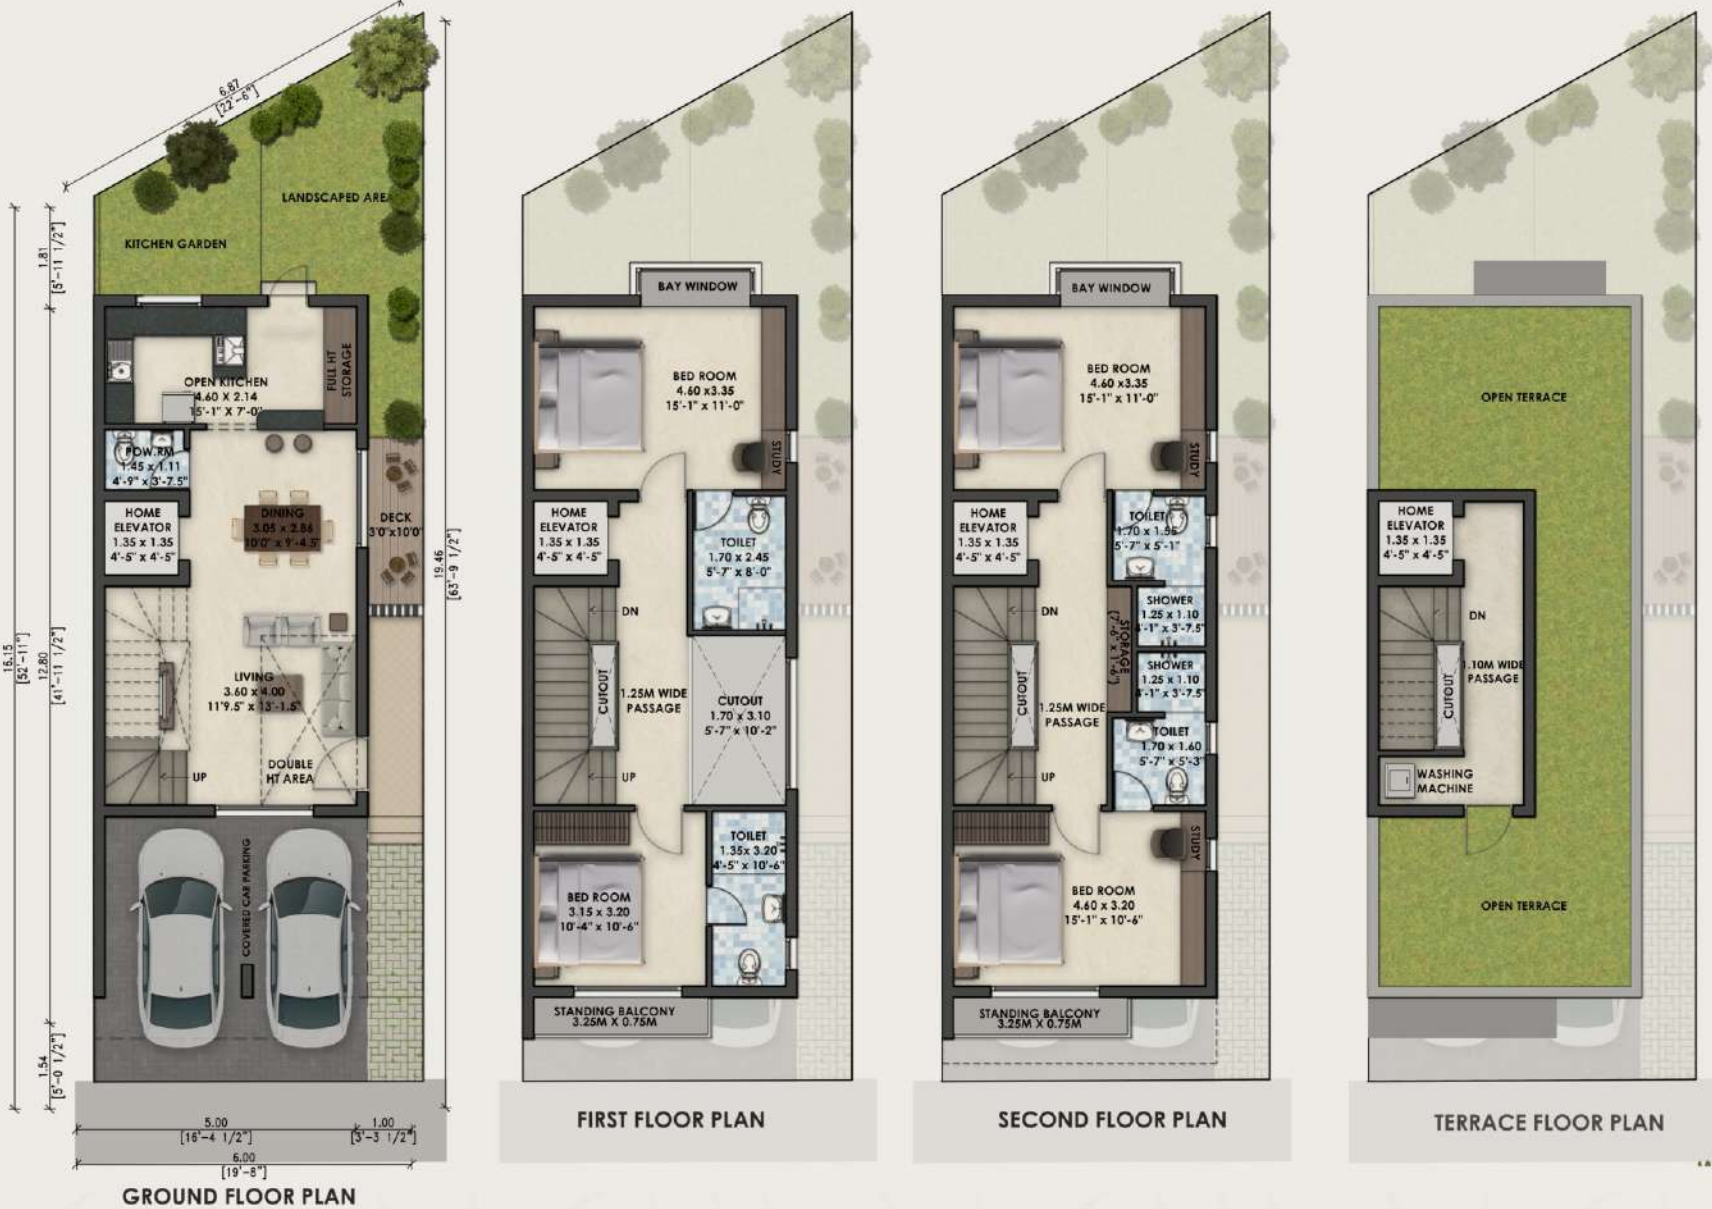 6.87
[22'-6"]
LANDSCAPED AREA
KITCHEN GARDEN
1.81
[5'-11 1/2"]
16.15
[52'-11"]
12.80
[41'-11 1/2"]
1.54
[5'-0 1/2"]
19.46
[63'-9 1/2"]
OPEN KITCHEN
4.60 X 2.14
15'-1" X 7'-0"
FULL HT
STORAGE
POW.RM
1.45 x 1.11
4'-9" x 3'-7.5"
HOME
ELEVATOR
1.35 x 1.35
4'-5" x 4'-5"
DINING
3.05 x 2.86
10'0" x 9'-4.5"
DECK
3'0"x10'0"
LIVING
3.60 x 4.00
11'9.5" x 13'-1.5"
UP
DOUBLE
HT AREA
COVERED CAR PARKING
5.00
[16'-4 1/2"]
1.00
[3'-3 1/2"]
6.00
[19'-8"]
GROUND FLOOR PLAN
BAY WINDOW
BED ROOM
4.60 x3.35
15'-1" x 11'-0"
STUDY
HOME
ELEVATOR
1.35 x 1.35
4'-5" x 4'-5"
TOILET
1.70 x 2.45
5'-7" x 8'-0"
DN
CUTOUT
1.25M WIDE
PASSAGE
CUTOUT
1.70 x 3.10
5'-7" x 10'-2"
UP
TOILET
1.35x 3.20
4'-5" x 10'-6"
BED ROOM
3.15 x 3.20
10'-4" x 10'-6"
STANDING BALCONY
3.25M X 0.75M
FIRST FLOOR PLAN
BAY WINDOW
BED ROOM
4.60 x3.35
15'-1" x 11'-0"
STUDY
HOME
ELEVATOR
1.35 x 1.35
4'-5" x 4'-5"
TOILET
1.70 x 1.55
5'-7" x 5'-1"
DN
SHOWER
1.25 x 1.10
4'-1" x 3'-7.5"
STORAGE
(7'-6" x 1'-6")
SHOWER
1.25 x 1.10
4'-1" x 3'-7.5"
CUTOUT
1.25M WIDE
PASSAGE
TOILET
1.70 x 1.60
5'-7" x 5'-3"
UP
STUDY
BED ROOM
4.60 x 3.20
15'-1" x 10'-6"
STANDING BALCONY
3.25M X 0.75M
SECOND FLOOR PLAN
OPEN TERRACE
HOME
ELEVATOR
1.35 x 1.35
4'-5" x 4'-5"
DN
1.10M WIDE
PASSAGE
CUTOUT
WASHING
MACHINE
OPEN TERRACE
TERRACE FLOOR PLAN